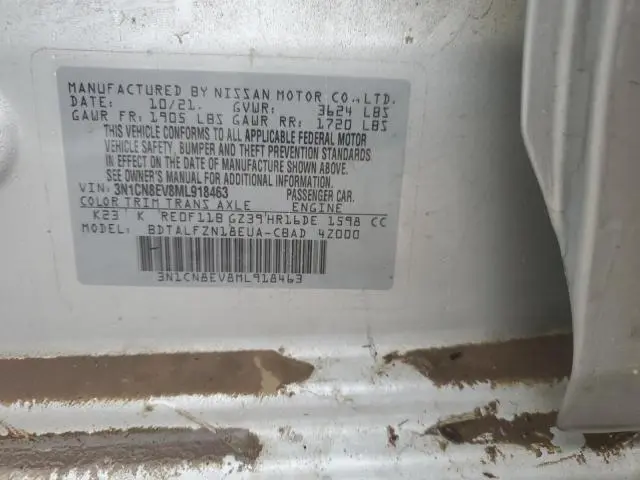 MANUFACTURED BY NISSAN MOTOR CO., LTD.
DATE: 10/21. GVWR: 3624 LBS
GAWR FR: 1905 LBS GAWR RR: 1720 LBS
THIS VEHICLE CONFORMS TO ALL APPLICABLE FEDERAL MOTOR
VEHICLE SAFETY, BUMPER AND THEFT PREVENTION STANDARDS
IN EFFECT ON THE DATE OF MANUFACTURE SHOWN ABOVE.
SEE OWNER'S MANUAL FOR ADDITIONAL INFORMATION.
VIN: 3N1CN8EV8ML918463 PASSENGER CAR.
COLOR TRIM TRANS AXLE ENGINE
K23 K RE0F11B GZ39 HR16DE 1598 CC
MODEL: BDTALFZN18EUA-CBAD 4Z000
3N1CN8EV8ML918463